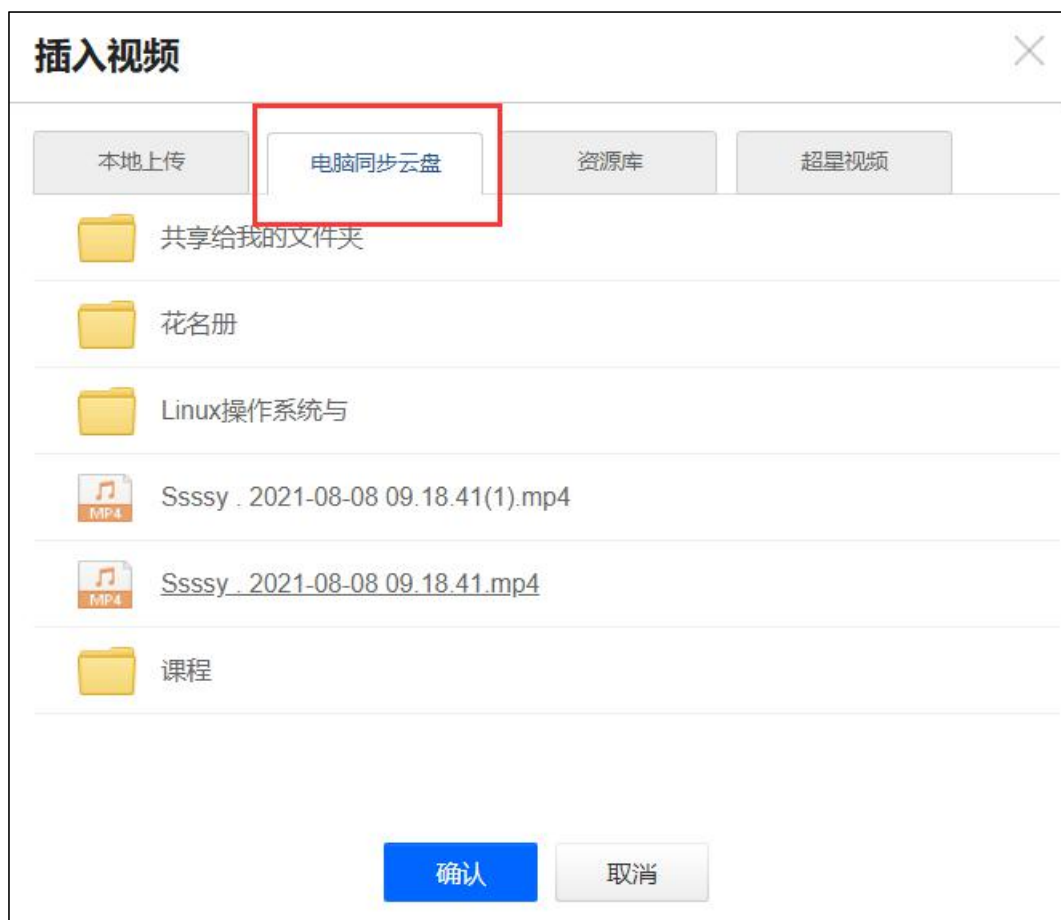 插入视频
本地上传 电脑同步云盘 资源库 超星视频
共享给我的文件夹
花名册
Linux操作系统与
MP4
Ssssy . 2021-08-08 09.18.41(1).mp4
MP4
Ssssy . 2021-08-08 09.18.41.mp4
课程
确认 取消